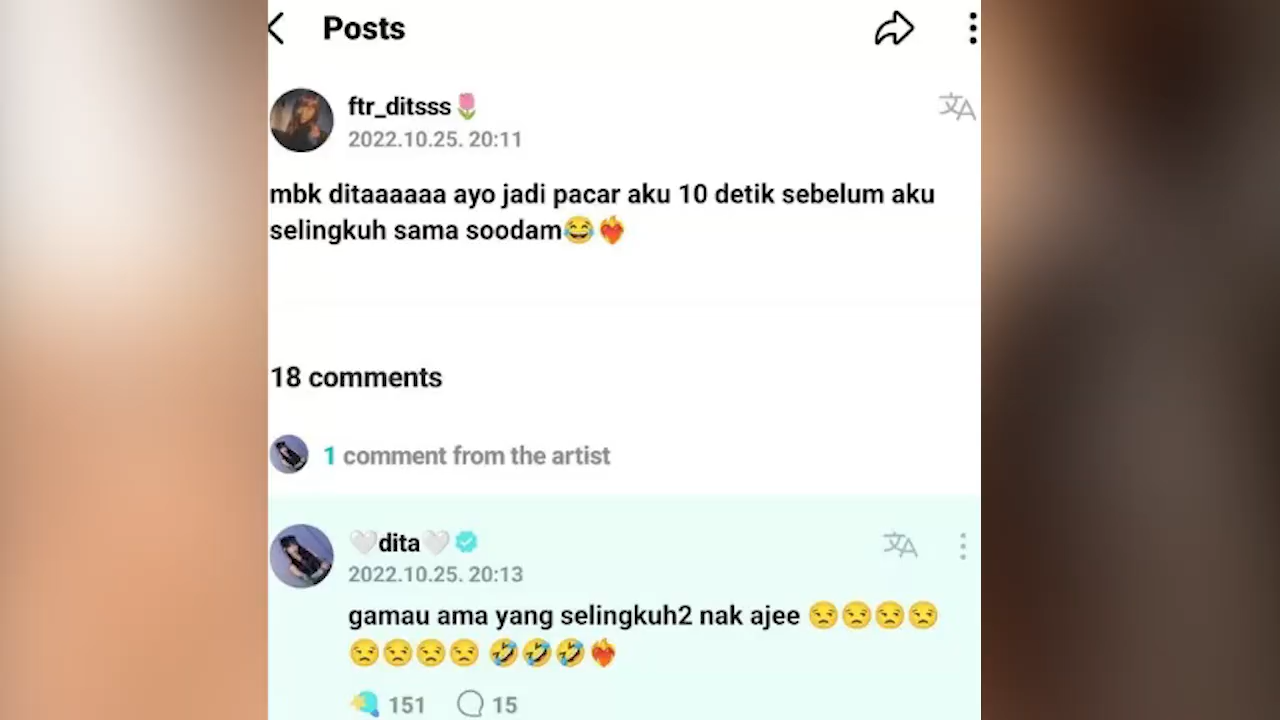 Posts
ftr_ditsss🌷
2022.10.25. 20:11
mbk ditaaaaaa ayo jadi pacar aku 10 detik sebelum aku
selingkuh sama soodam😂❤️‍🔥
18 comments
1 comment from the artist
🤍dita🤍
2022.10.25. 20:13
gamau ama yang selingkuh2 nak ajee 😒😒😒😒
😒😒😒😒 🤣🤣🤣❤️‍🔥
151 15